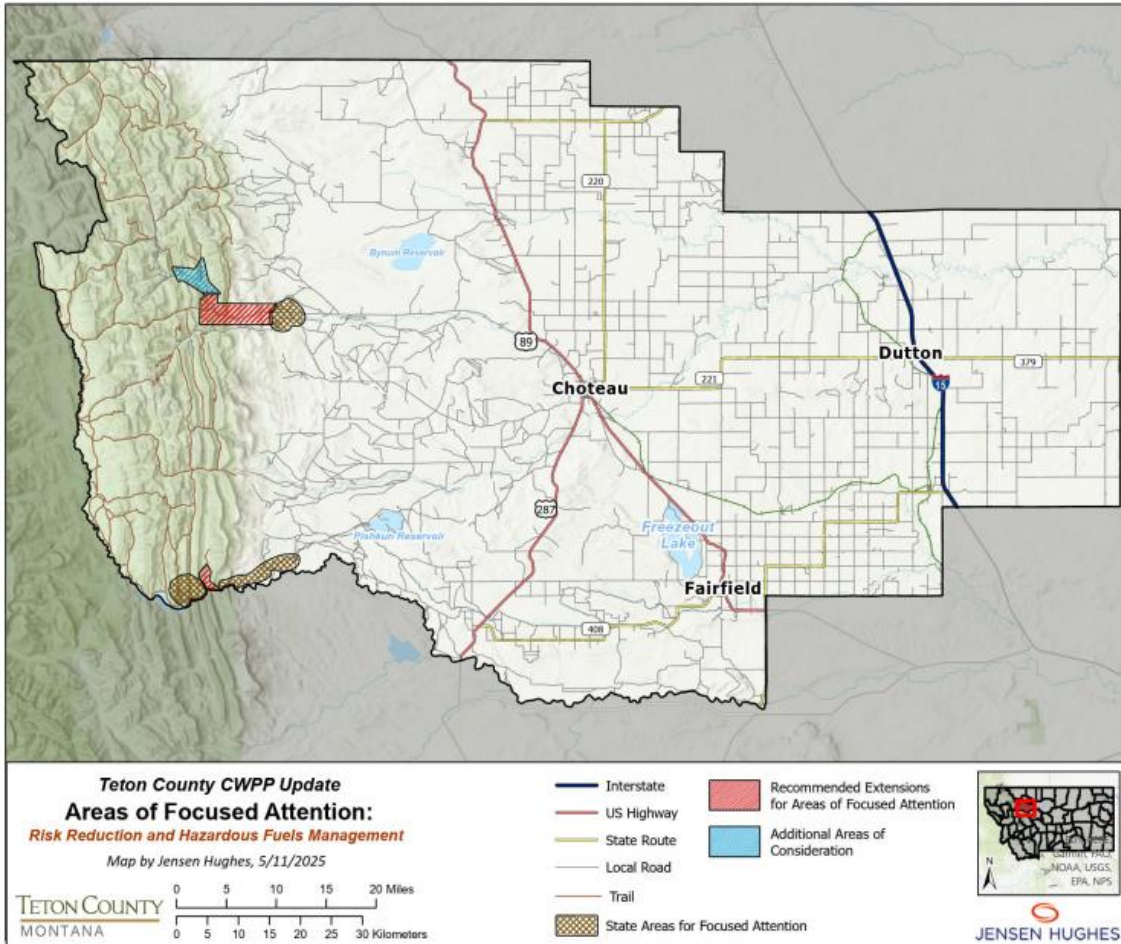 220
Bynum Reservoir
89
Dutton
379
221
15
Choteau
287
Freezeout
Lake
Pishkun Reservoir
Fairfield
408
Teton County CWPP Update
Areas of Focused Attention:
Risk Reduction and Hazardous Fuels Management
Map by Jensen Hughes, 5/11/2025
TETON COUNTY
MONTANA
0 5 10 20 Miles
0 5 10 15 20 25 30 Kilometers
Interstate
US Highway
State Route
Local Road
Trail
State Areas for Focused Attention
Recommended Extensions
for Areas of Focused Attention
Additional Areas of
Consideration
N
Garmin, FAO,
NOAA, USGS,
EPA, NPS
JENSEN HUGHES